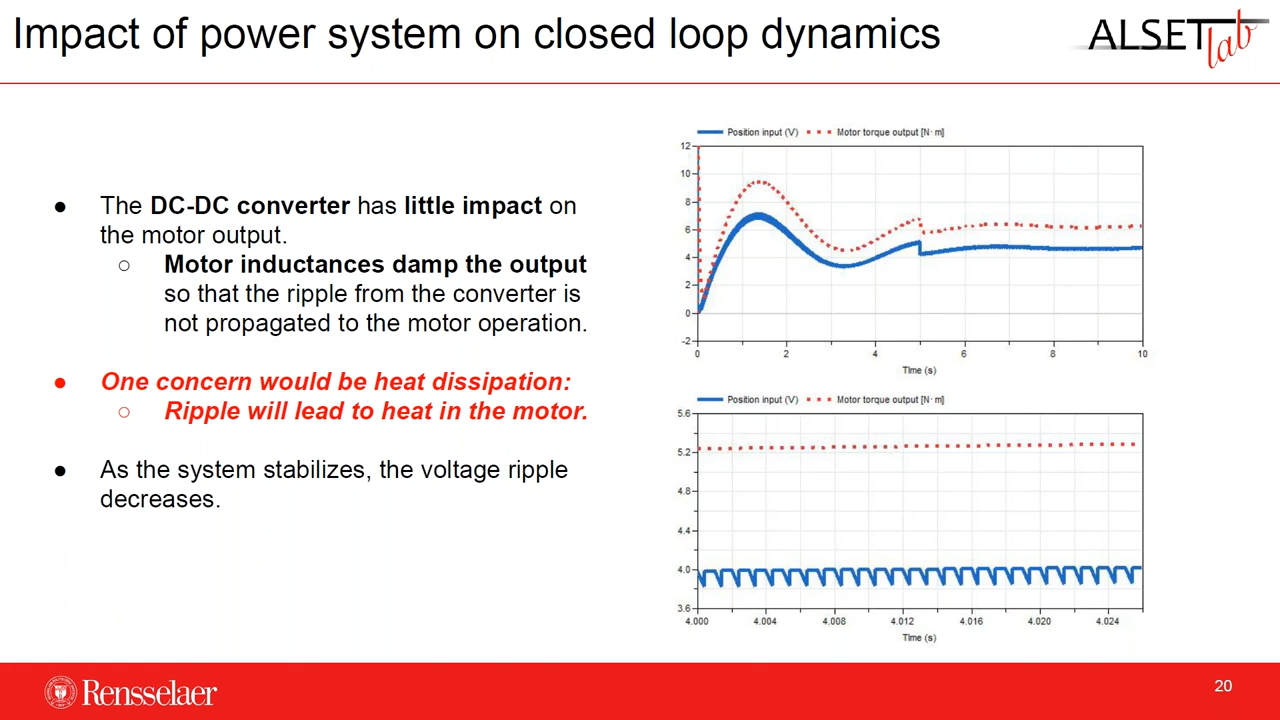 Impact of power system on closed loop dynamics
ALSET lab
● The DC-DC converter has little impact on
the motor output.
○ Motor inductances damp the output
so that the ripple from the converter is
not propagated to the motor operation.
● One concern would be heat dissipation:
○ Ripple will lead to heat in the motor.
● As the system stabilizes, the voltage ripple
decreases.
Position input (V) Motor torque output [N·m]
12
10
8
6
4
2
0
-2
0 2 4 6 8 10
Time (s)
Position input (V) Motor torque output [N·m]
5.6
5.2
4.8
4.4
4.0
3.6
4.000 4.004 4.008 4.012 4.016 4.020 4.024
Time (s)
Rensselaer
20